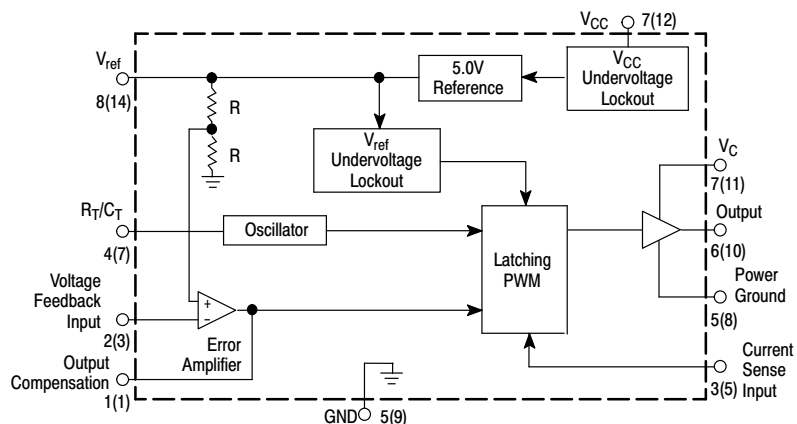 VCC 7(12)
Vref
8(14)
5.0V
Reference
VCC
Undervoltage
Lockout
R
R
Vref
Undervoltage
Lockout
VC
7(11)
RT/CT
4(7)
Oscillator
Latching
PWM
Output
6(10)
Voltage
Feedback
Input
2(3)
+
-
Error
Amplifier
Power
Ground
5(8)
Output
Compensation
1(1)
GND 5(9)
Current
Sense
Input
3(5)